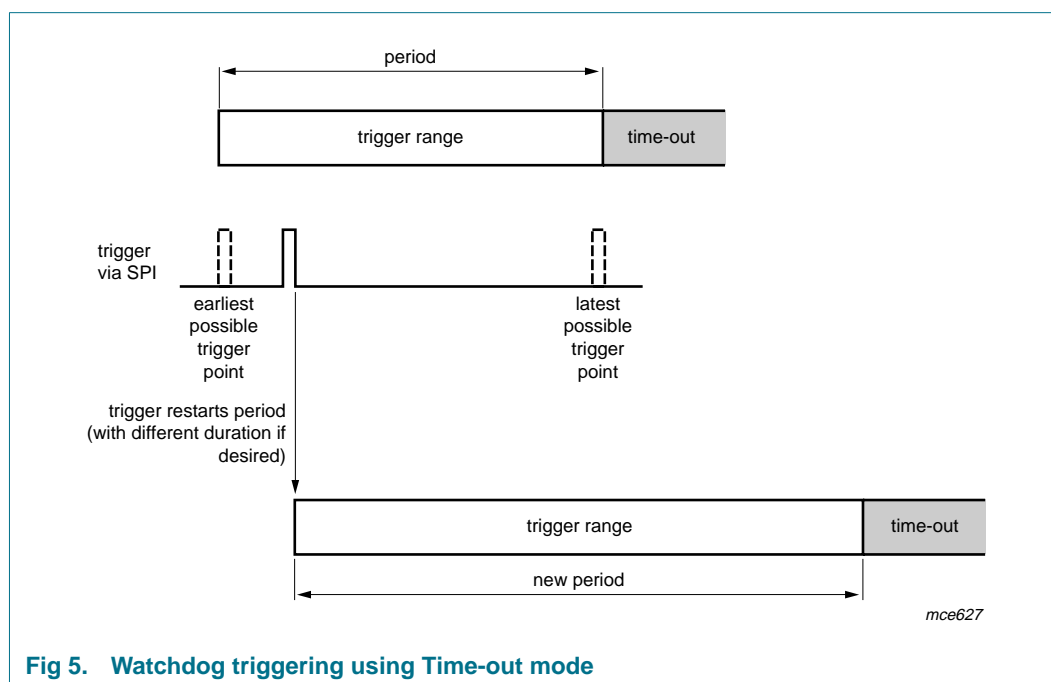 period
trigger range
time-out
trigger
via SPI
earliest
possible
trigger
point
latest
possible
trigger
point
trigger restarts period
(with different duration if
desired)
trigger range
time-out
new period
mce627
Fig 5. Watchdog triggering using Time-out mode